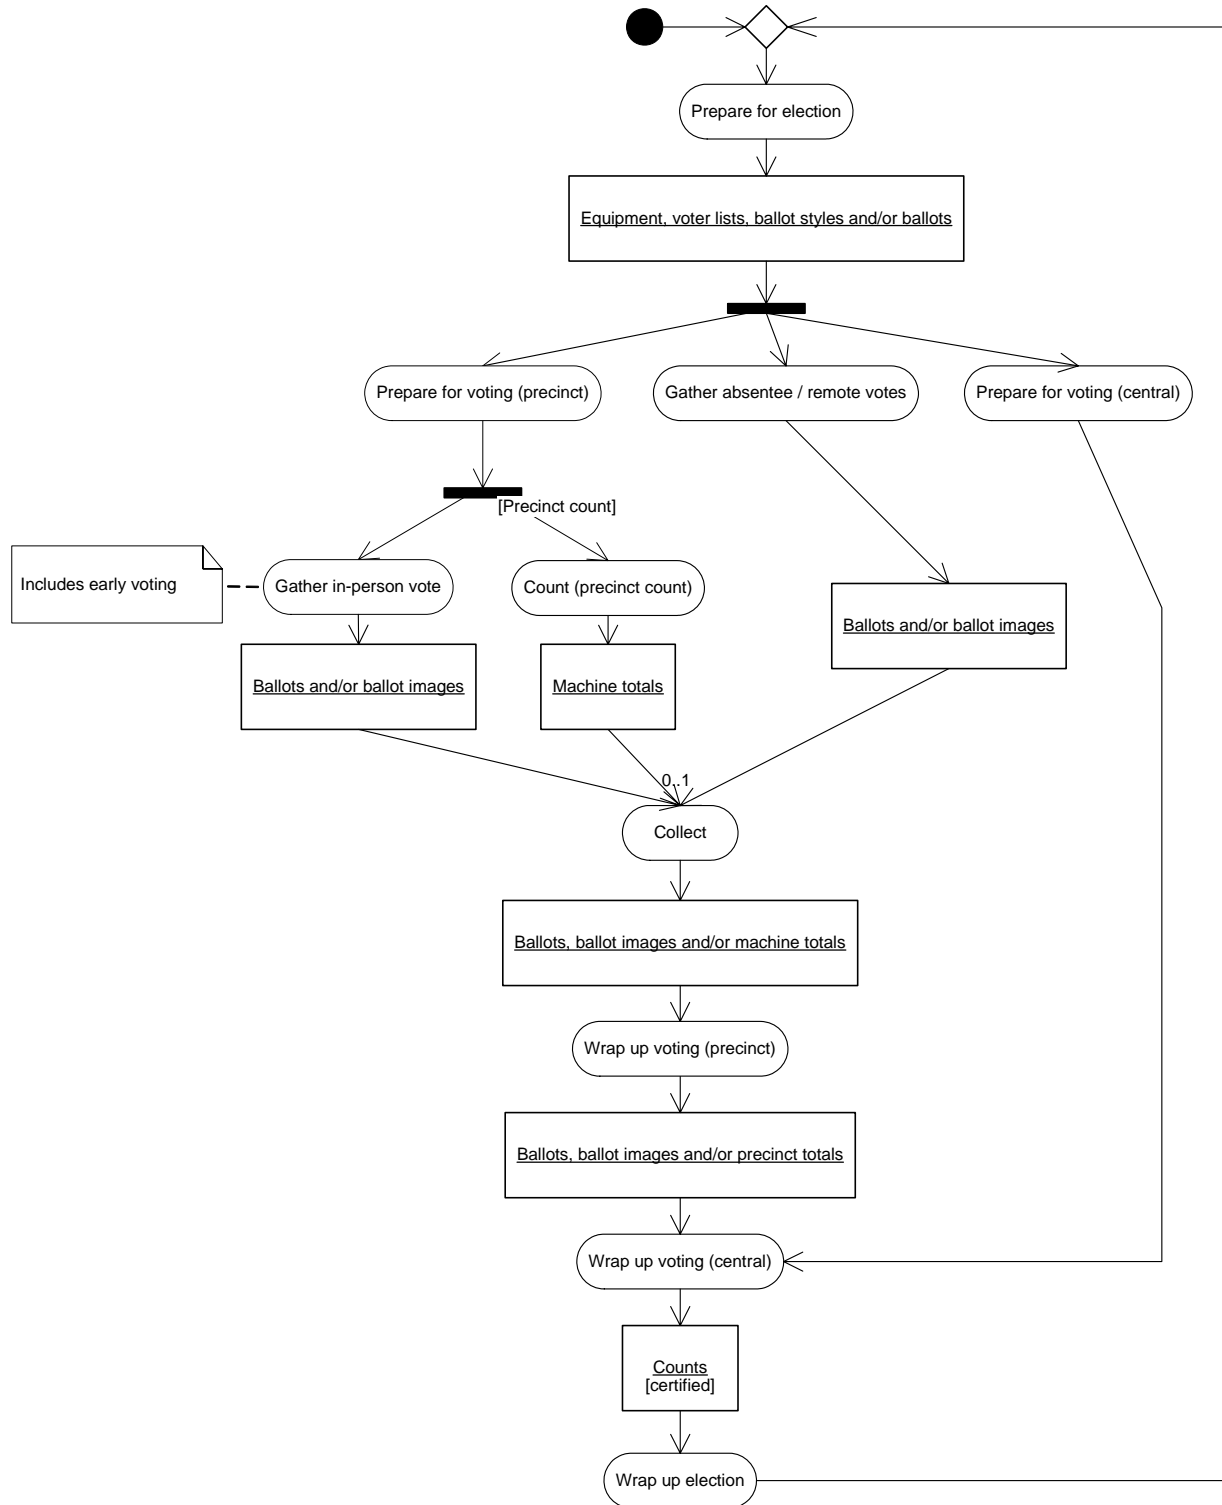 Prepare for election
Equipment, voter lists, ballot styles and/or ballots
Prepare for voting (precinct)
Gather absentee / remote votes
Prepare for voting (central)
[Precinct count]
Includes early voting
Gather in-person vote
Count (precinct count)
Ballots and/or ballot images
Ballots and/or ballot images
Machine totals
0..1
Collect
Ballots, ballot images and/or machine totals
Wrap up voting (precinct)
Ballots, ballot images and/or precinct totals
Wrap up voting (central)
Counts
[certified]
Wrap up election